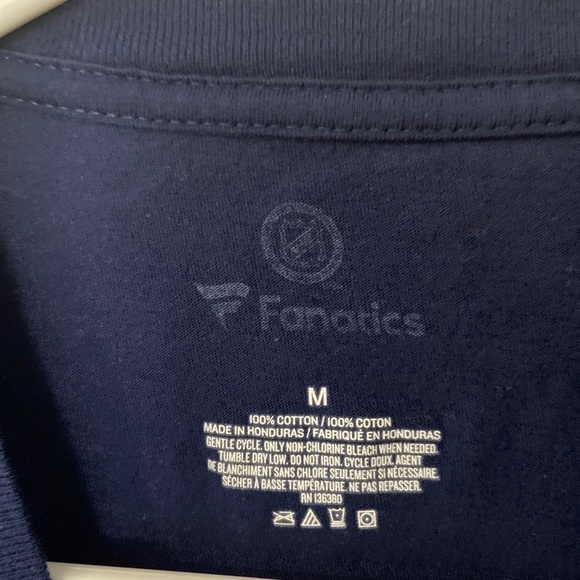 Fanatics
M
100% COTTON / 100% COTON
MADE IN HONDURAS / FABRIQUÉ EN HONDURAS
GENTLE CYCLE. ONLY NON-CHLORINE BLEACH WHEN NEEDED.
TUMBLE DRY LOW. DO NOT IRON. CYCLE DOUX. AGENT
DE BLANCHIMENT SANS CHLORE SEULEMENT SI NÉCESSAIRE.
SÉCHER À BASSE TEMPÉRATURE. NE PAS REPASSER.
RN 136380